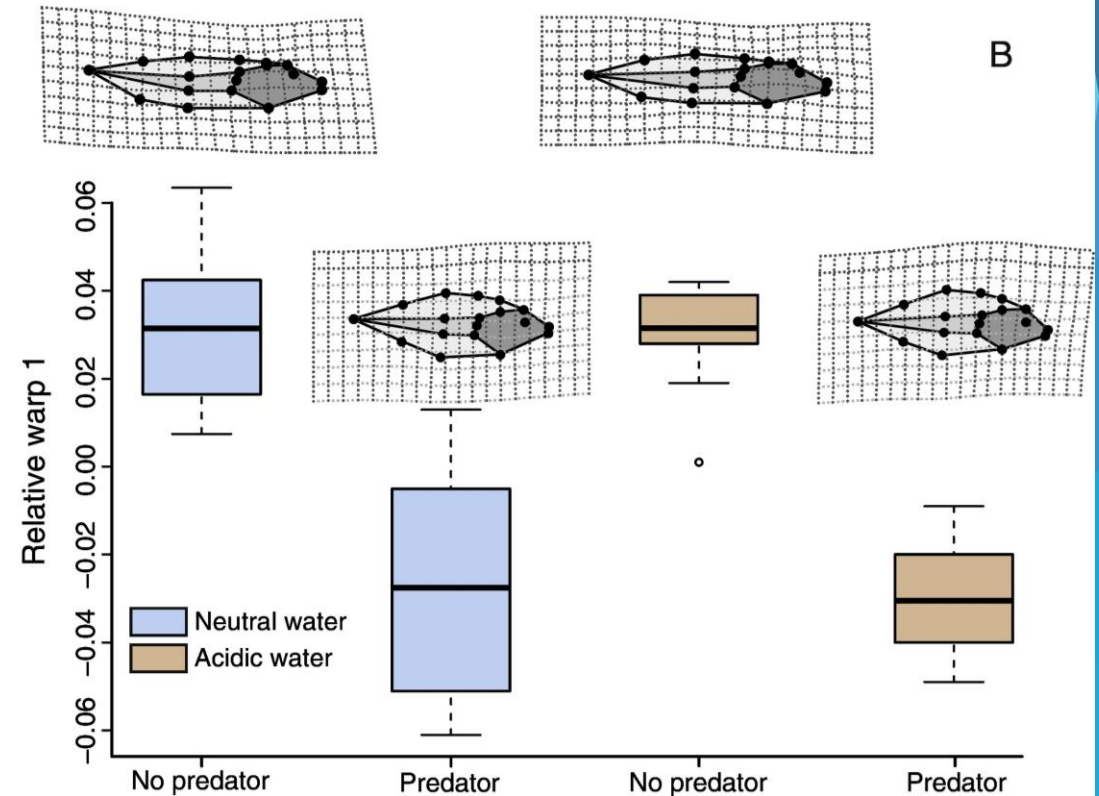 B
Relative warp 1
0.06
0.04
0.02
0.00
−0.02
−0.04
−0.06
Neutral water
Acidic water
No predator
Predator
No predator
Predator